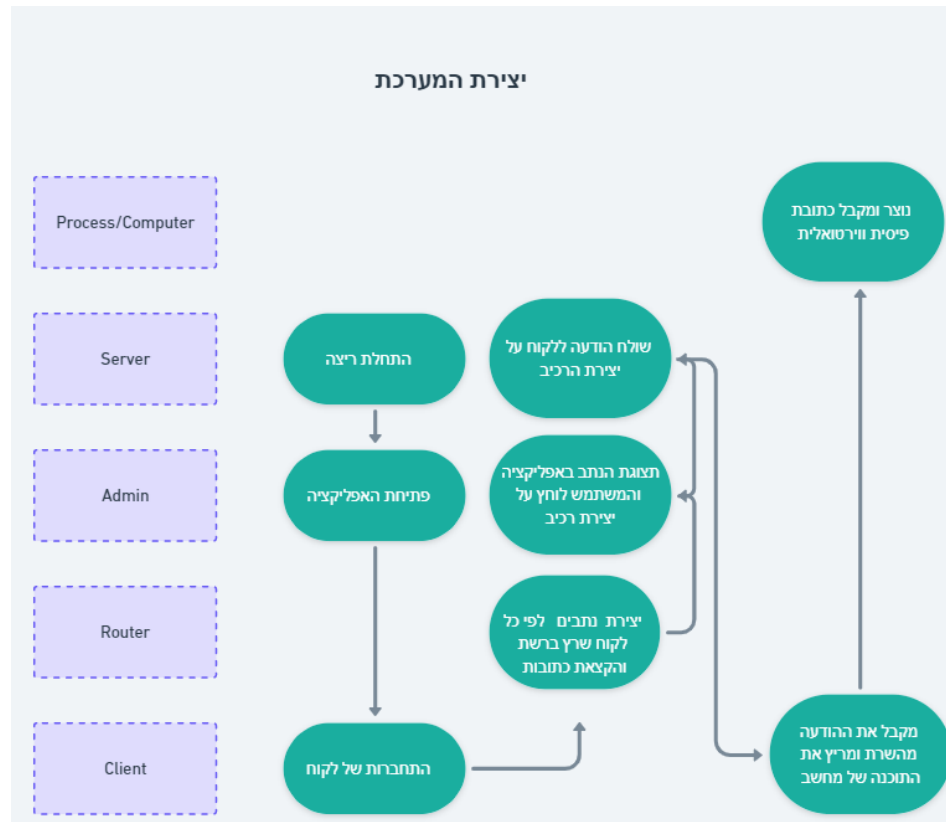 יצירת המערכת
Process/Computer
נוצר ומקבל כתובת
פיסית ווירטואלית
Server
התחלת ריצה
שולח הודעה ללקוח על
יצירת הרכיב
Admin
פתיחת האפליקציה
תצוגת הנתב באפליקציה
והמשתמש לוחץ על
יצירת רכיב
Router
יצירת נתבים לפי כל
לקוח שרץ ברשת
והקצאת כתובות
Client
התחברות של לקוח
מקבל את ההודעה
מהשרת ומריץ את
התוכנה של מחשב